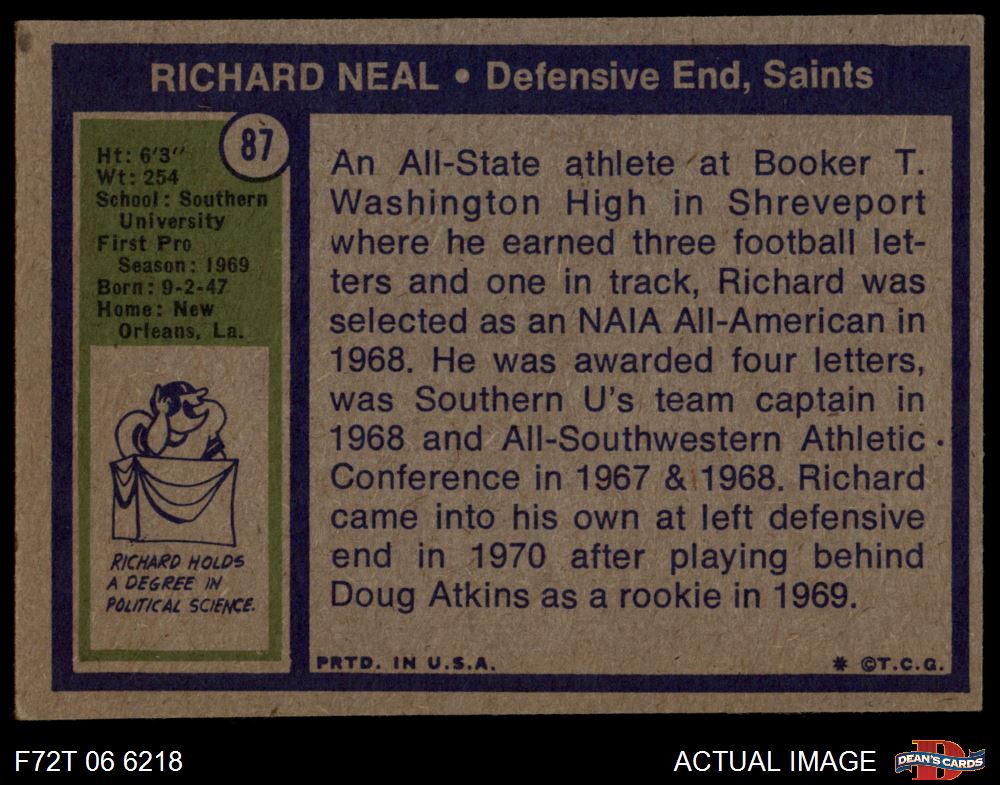 RICHARD NEAL • Defensive End, Saints
87
Ht: 6'3"
Wt: 254
School: Southern
University
First Pro
Season: 1969
Born: 9-2-47
Home: New
Orleans, La.
RICHARD HOLDS
A DEGREE IN
POLITICAL SCIENCE.
An All-State athlete at Booker T.
Washington High in Shreveport
where he earned three football let-
ters and one in track, Richard was
selected as an NAIA All-American in
1968. He was awarded four letters,
was Southern U's team captain in
1968 and All-Southwestern Athletic
Conference in 1967 & 1968. Richard
came into his own at left defensive
end in 1970 after playing behind
Doug Atkins as a rookie in 1969.
PRTD. IN U.S.A.
* ©T.C.G.
F72T 06 6218
ACTUAL IMAGE
D
DEAN'S CARDS